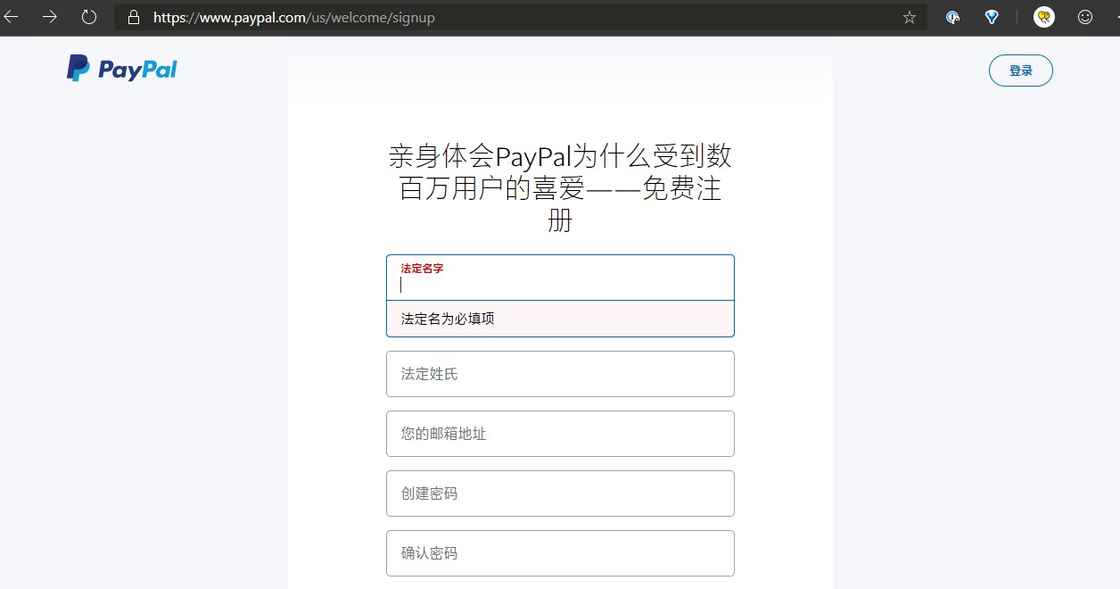 https://www.paypal.com/us/welcome/signup
PayPal
登录
亲身体会PayPal为什么受到数
百万用户的喜爱——免费注
册
法定名字
法定名为必填项
法定姓氏
您的邮箱地址
创建密码
确认密码